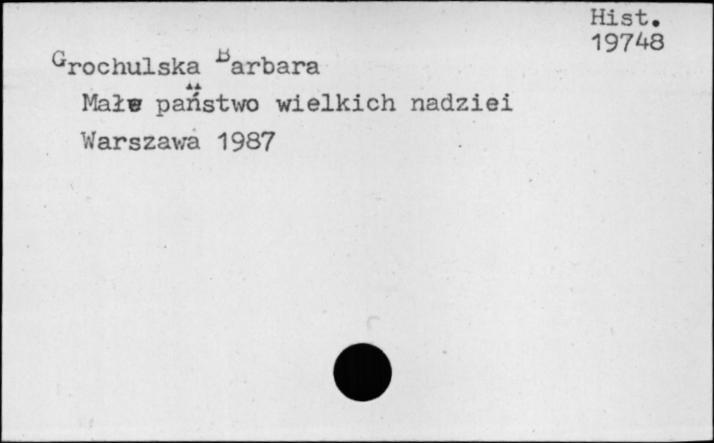 Hist.
19748
Grochulska Barbara
Małe państwo wielkich nadziei
Warszawa 1987